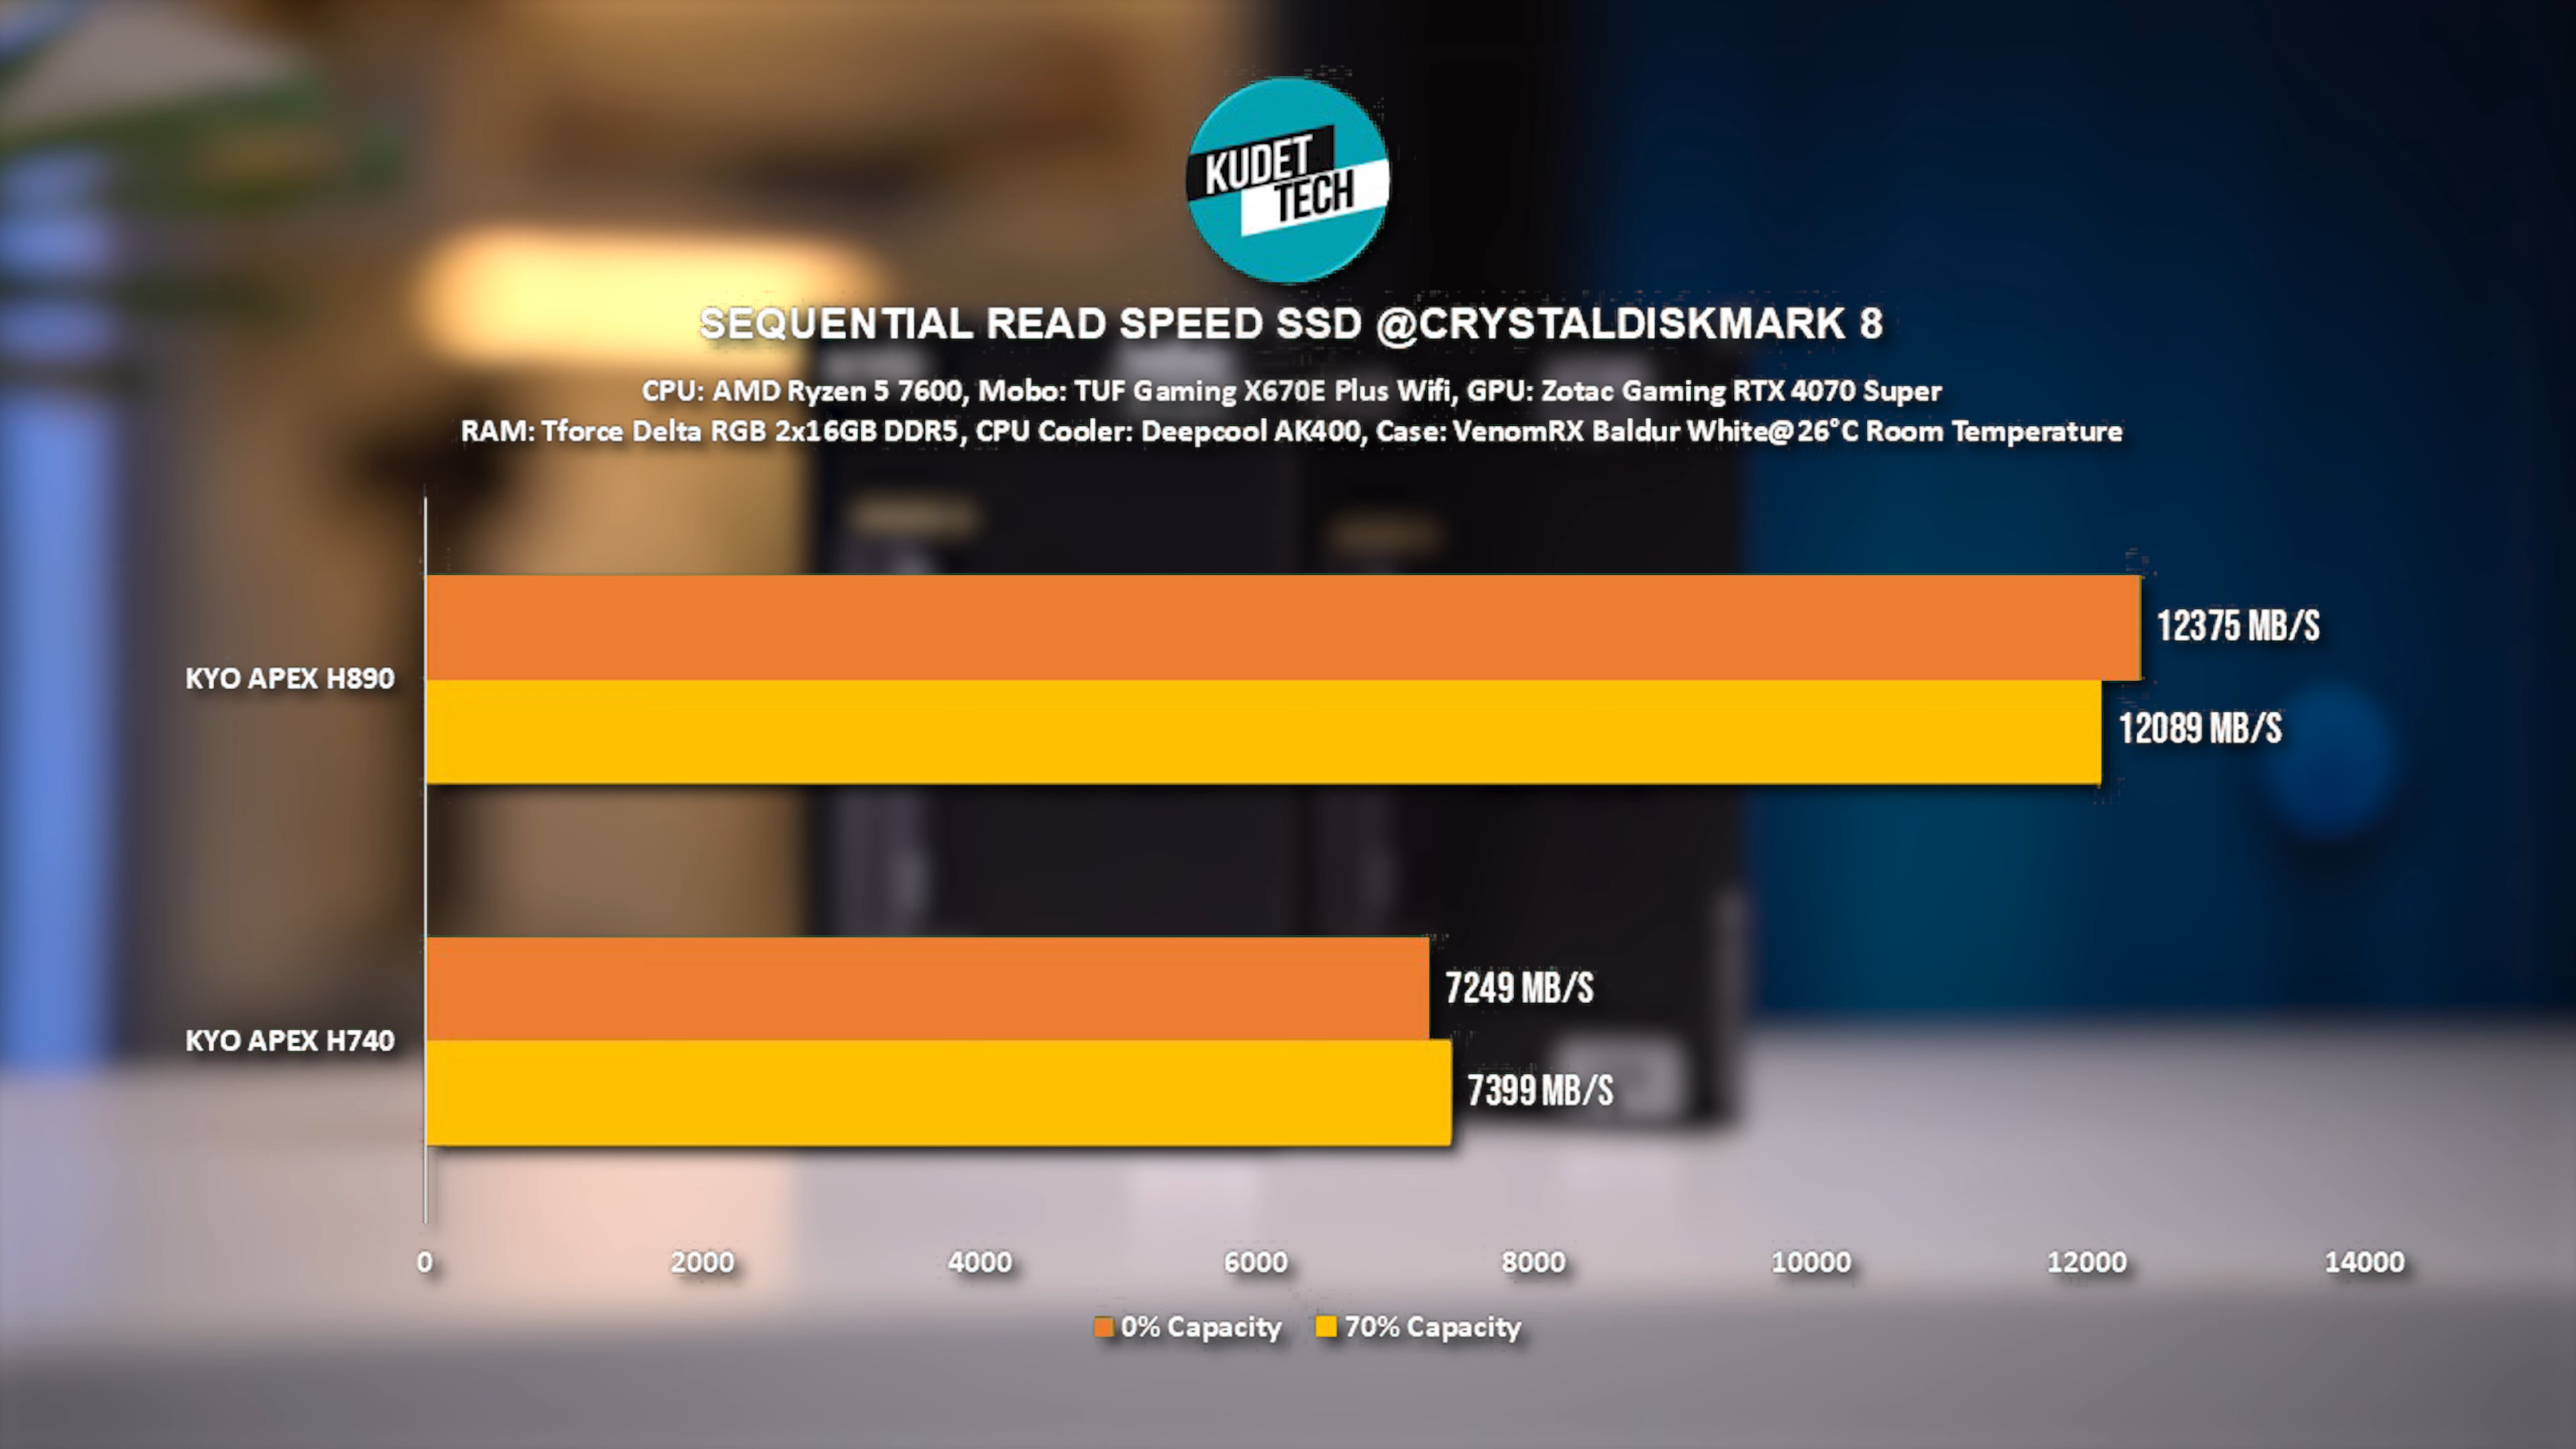 KUDET
TECH
SEQUENTIAL READ SPEED SSD @CRYSTALDISKMARK 8
CPU: AMD Ryzen 5 7600, Mobo: TUF Gaming X670E Plus Wifi, GPU: Zotac Gaming RTX 4070 Super
RAM: Tforce Delta RGB 2x16GB DDR5, CPU Cooler: Deepcool AK400, Case: VenomRX Baldur White@26°C Room Temperature
12375 MB/S
KYO APEX H890
12089 MB/S
7249 MB/S
KYO APEX H740
7399 MB/S
0 2000 4000 6000 8000 10000 12000 14000
0% Capacity 70% Capacity